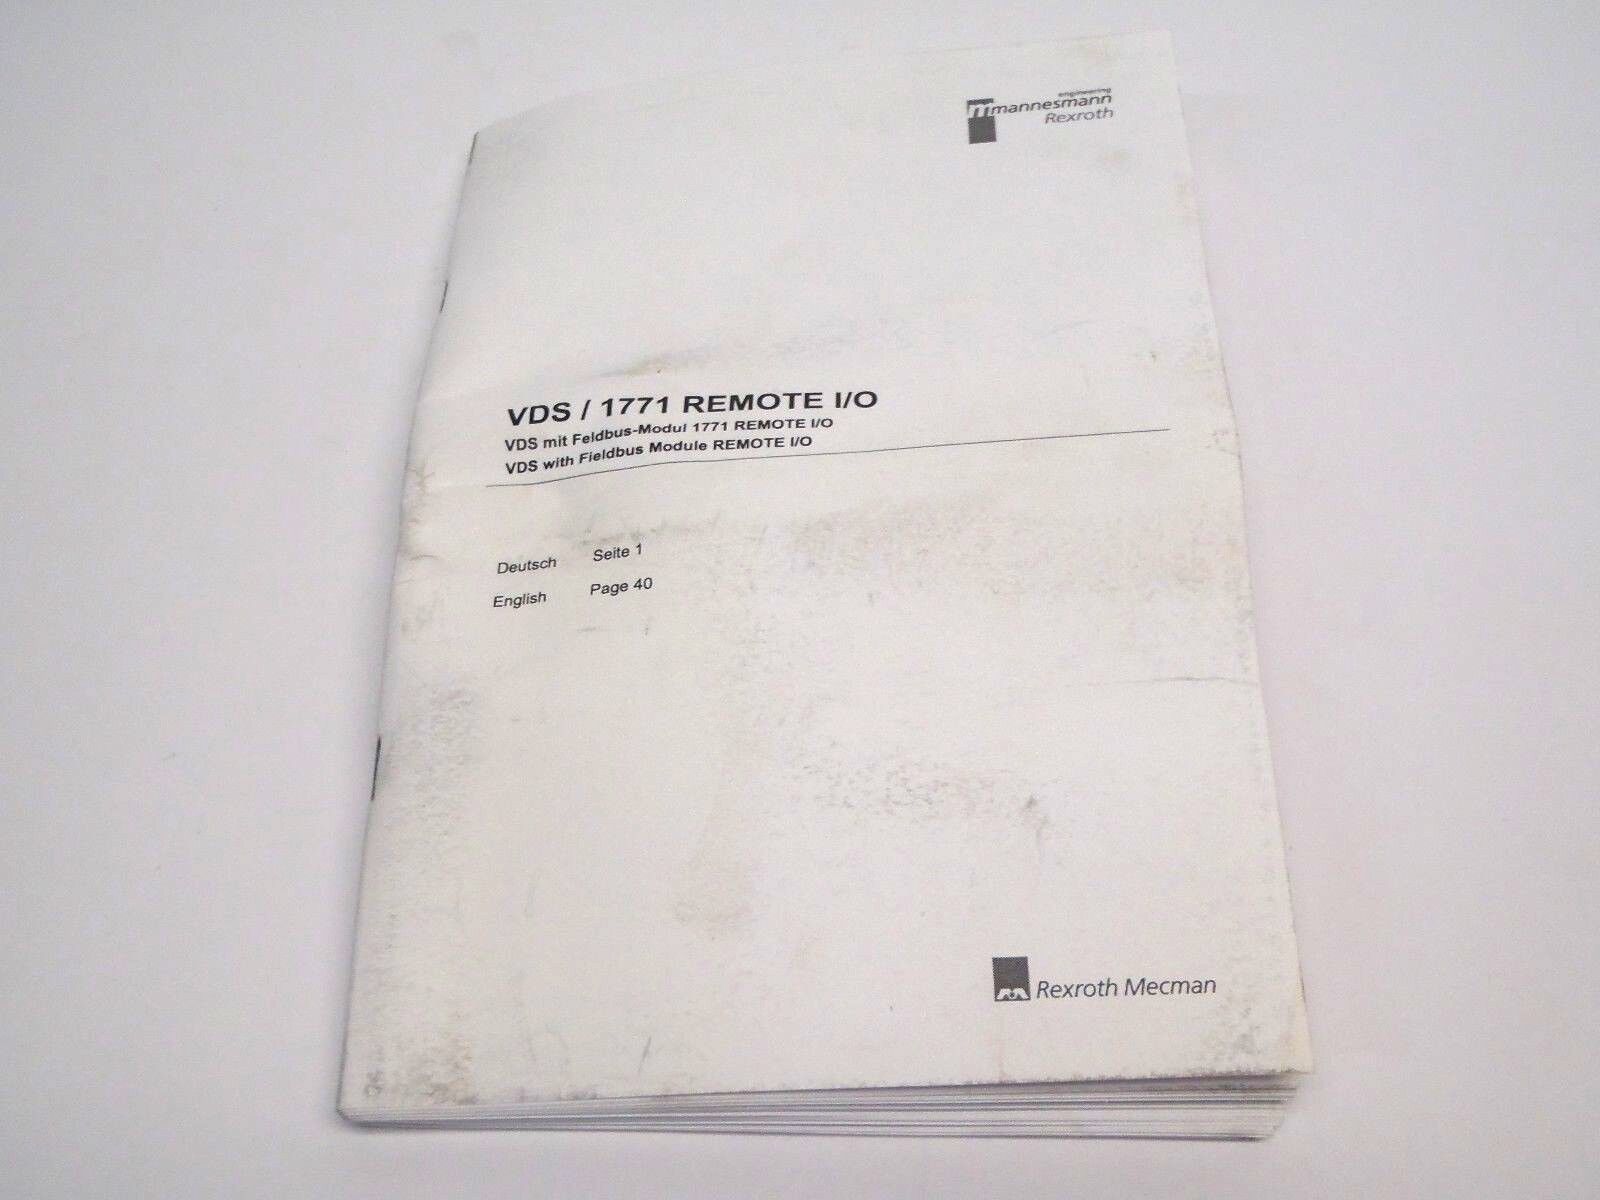 engineering
mannesmann
Rexroth
VDS / 1771 REMOTE I/O
VDS mit Feldbus-Modul 1771 REMOTE I/O
VDS with Fieldbus Module REMOTE I/O
Deutsch Seite 1
English Page 40
Rexroth Mecman